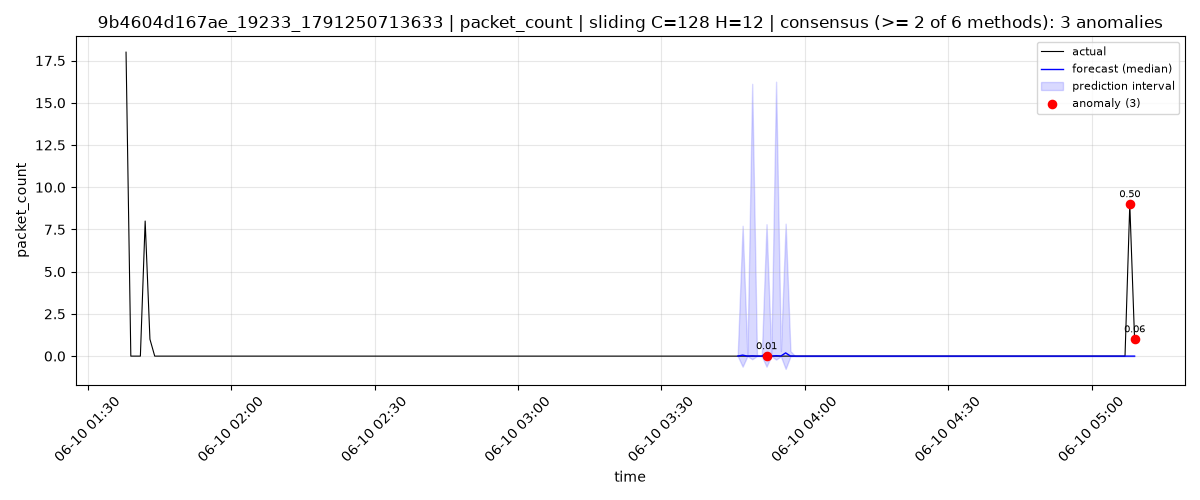 9b4604d167ae_19233_1791250713633 | packet_count | sliding C=128 H=12 | consensus (>= 2 of 6 methods): 3 anomalies
actual
forecast (median)
prediction interval
anomaly (3)
17.5
15.0
12.5
10.0
7.5
5.0
2.5
0.0
packet_count
0.01
0.50
0.06
06-10 01:30
06-10 02:00
06-10 02:30
06-10 03:00
06-10 03:30
06-10 04:00
06-10 04:30
06-10 05:00
time